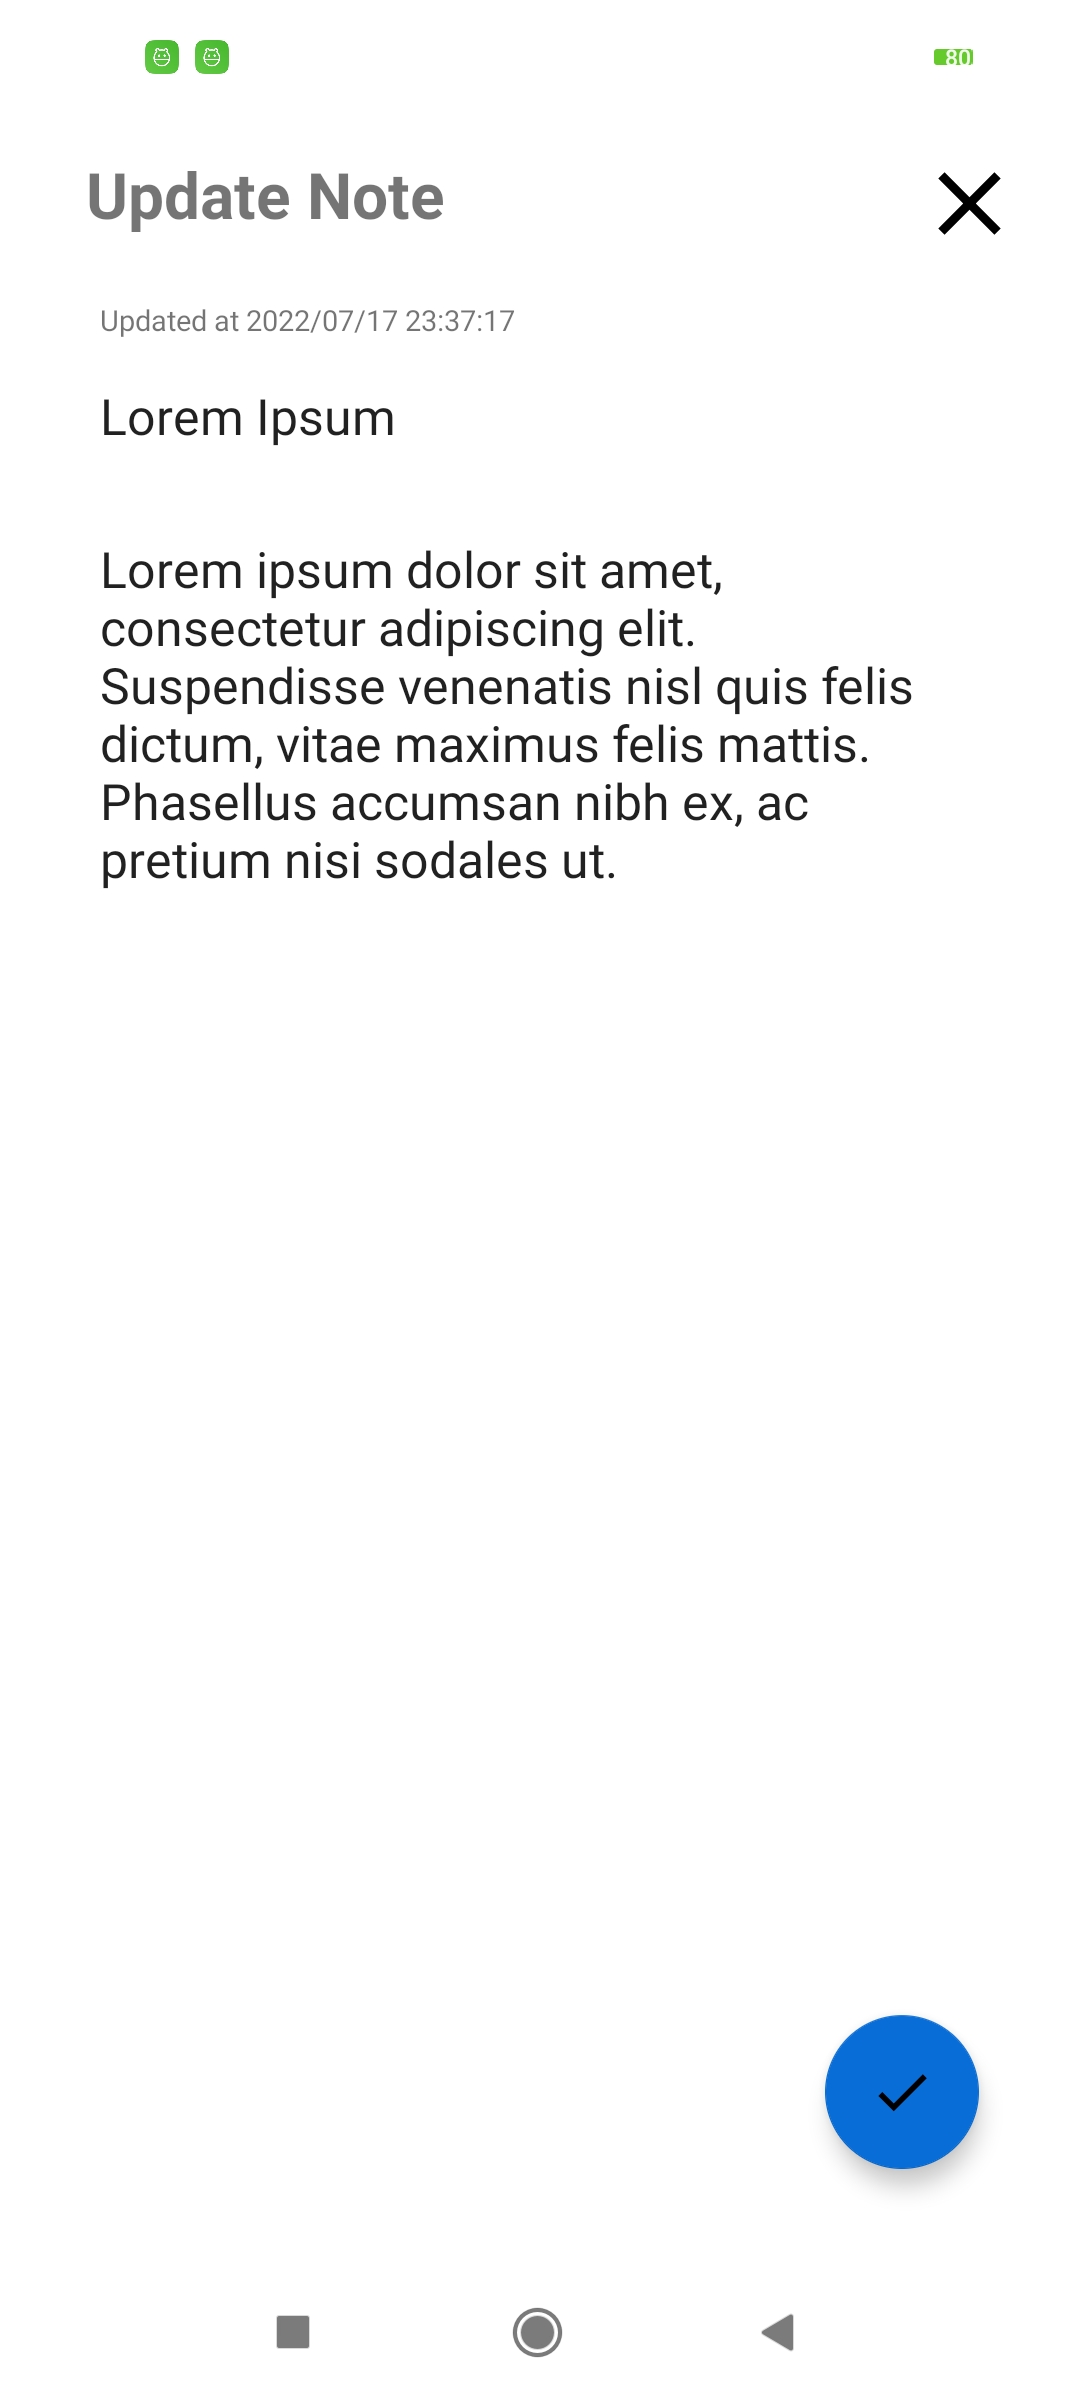 80
Update Note
Updated at 2022/07/17 23:37:17
Lorem Ipsum
Lorem ipsum dolor sit amet,
consectetur adipiscing elit.
Suspendisse venenatis nisl quis felis
dictum, vitae maximus felis mattis.
Phasellus accumsan nibh ex, ac
pretium nisi sodales ut.